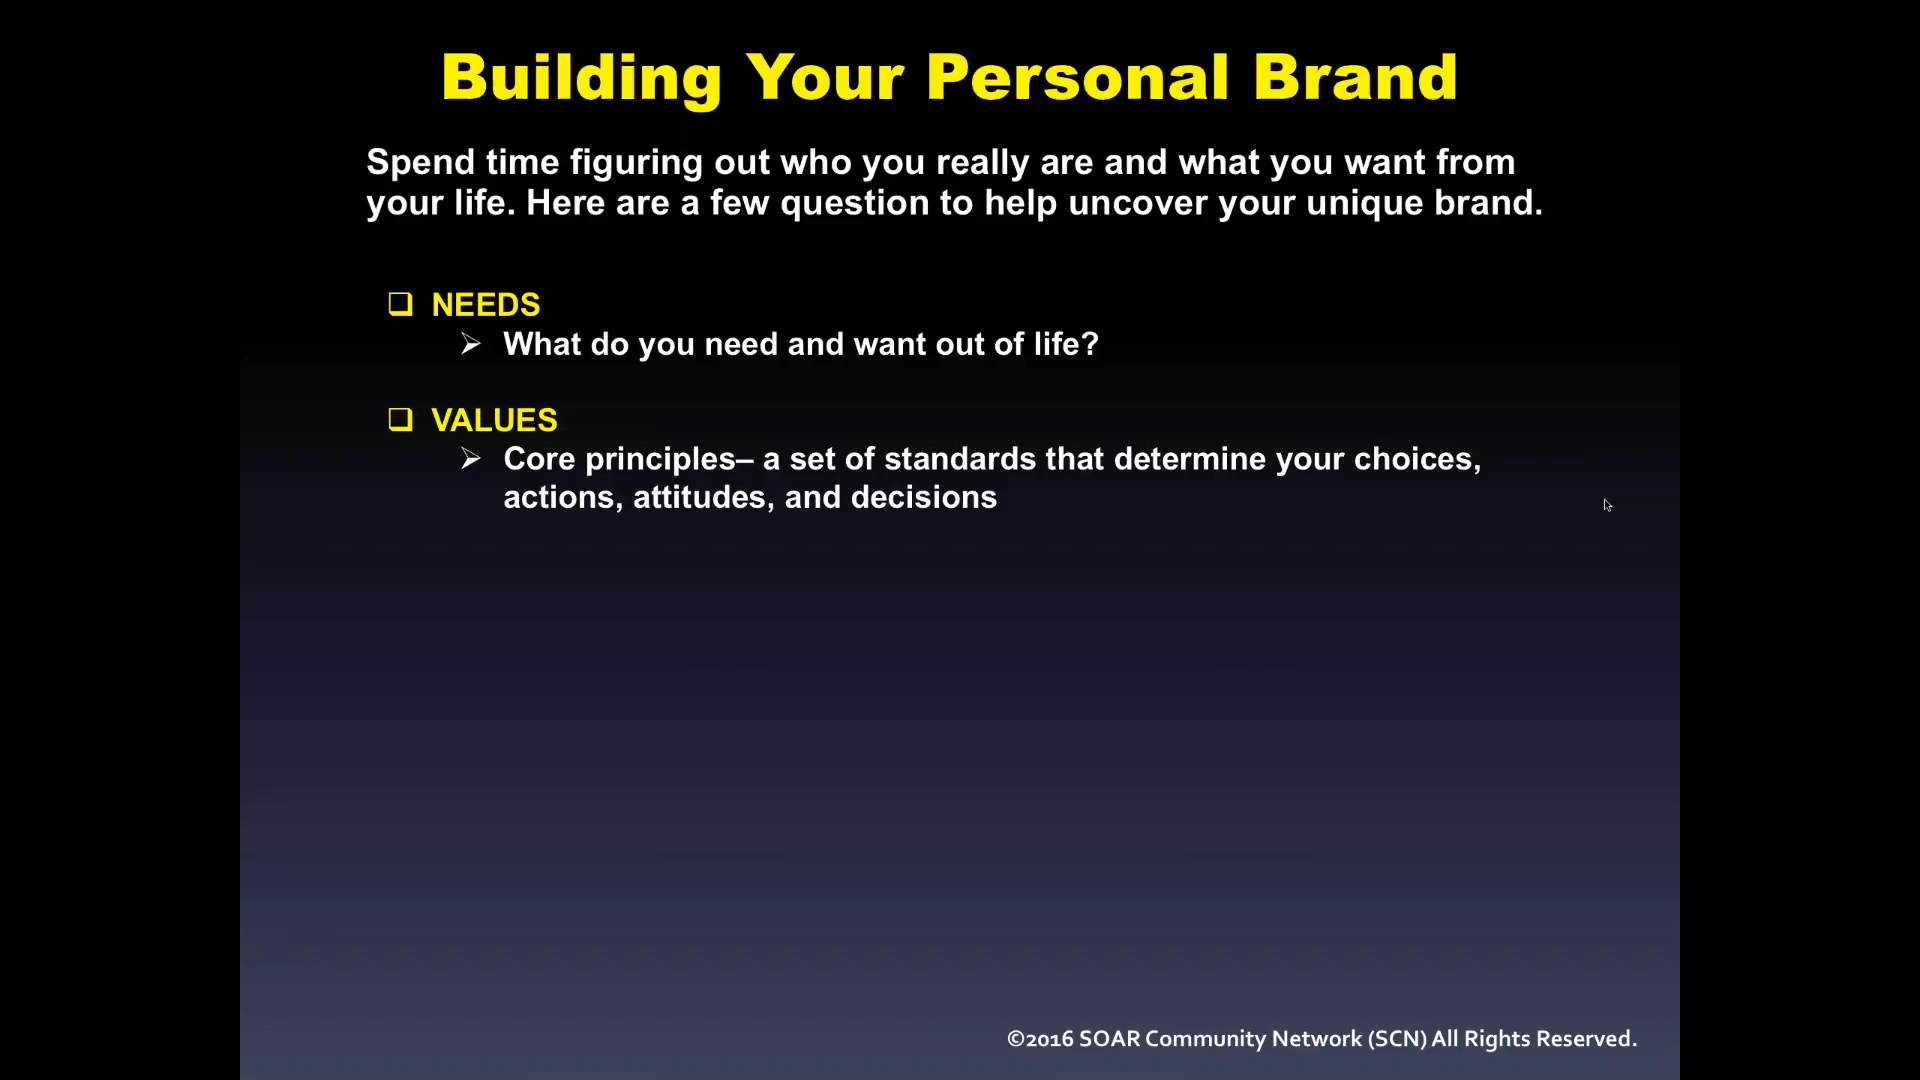 Building Your Personal Brand
Spend time figuring out who you really are and what you want from
your life. Here are a few question to help uncover your unique brand.
❑ NEEDS
➢ What do you need and want out of life?
❑ VALUES
➢ Core principles– a set of standards that determine your choices,
actions, attitudes, and decisions
©2016 SOAR Community Network (SCN) All Rights Reserved.